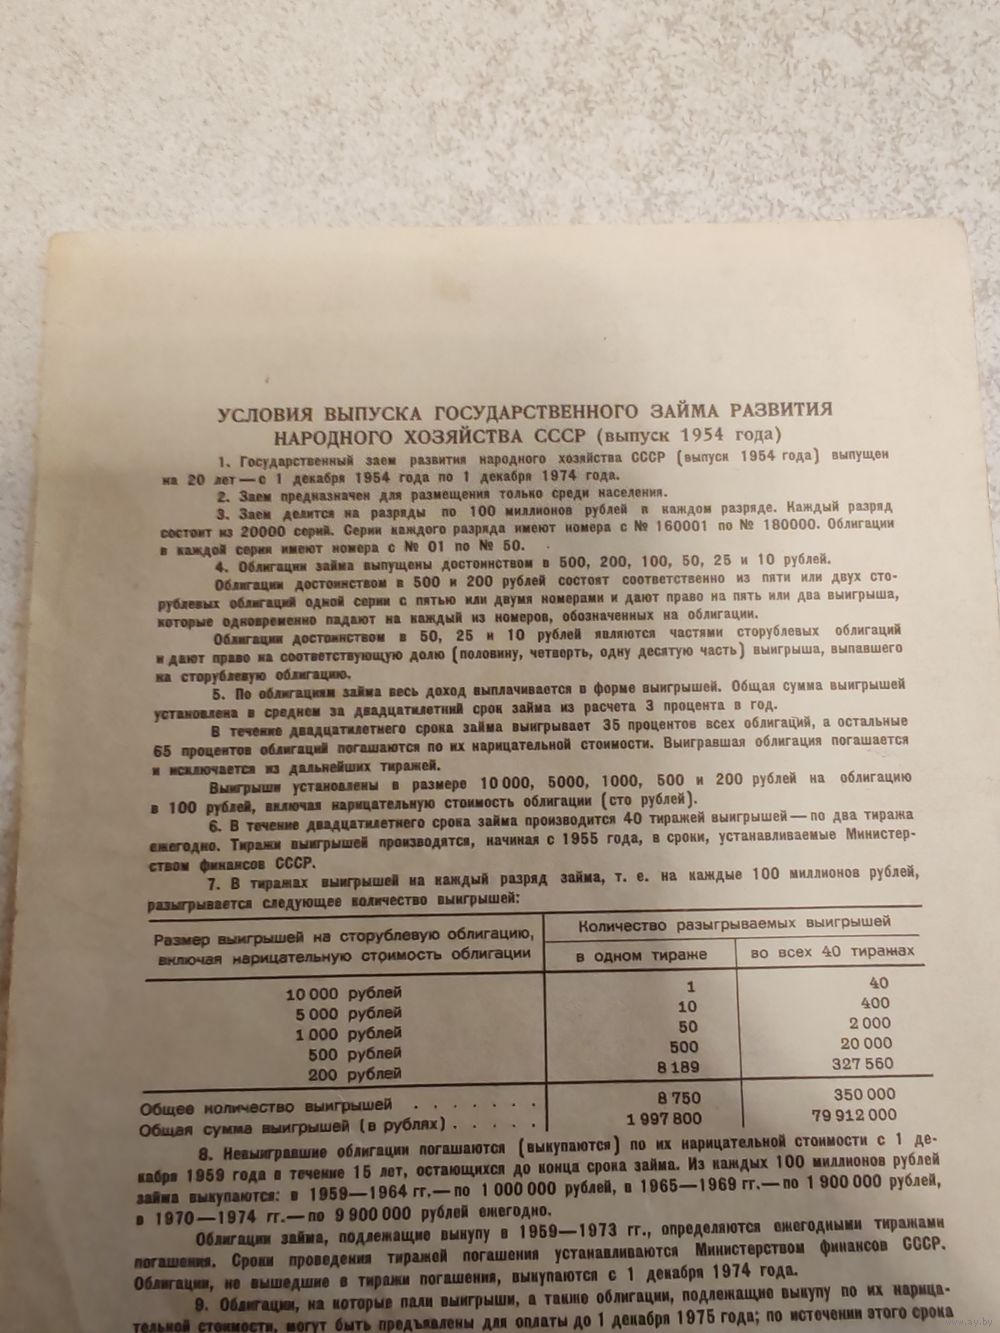 УСЛОВИЯ ВЫПУСКА ГОСУДАРСТВЕННОГО ЗАЙМА РАЗВИТИЯ
НАРОДНОГО ХОЗЯЙСТВА СССР (выпуск 1954 года)
1. Государственный заем развития народного хозяйства СССР (выпуск 1954 года) выпущен
на 20 лет — с 1 декабря 1954 года по 1 декабря 1974 года.
2. Заем предназначен для размещения только среди населения.
3. Заем делится на разряды по 100 миллионов рублей в каждом разряде. Каждый разряд
состоит из 20000 серий. Серии каждого разряда имеют номера с № 160001 по № 180000. Облигации
в каждой серии имеют номера с № 01 по № 50.
4. Облигации займа выпущены достоинством в 500, 200, 100, 50, 25 и 10 рублей.
Облигации достоинством в 500 и 200 рублей состоят соответственно из пяти или двух сто-
рублевых облигаций одной серии с пятью или двумя номерами и дают право на пять или два выигрыша,
которые одновременно падают на каждый из номеров, обозначенных на облигации.
Облигации достоинством в 50, 25 и 10 рублей являются частями сторублевых облигаций
и дают право на соответствующую долю (половину, четверть, одну десятую часть) выигрыша, выпавшего
на сторублевую облигацию.
5. По облигациям займа весь доход выплачивается в форме выигрышей. Общая сумма выигрышей
установлена в среднем за двадцатилетний срок займа из расчета 3 процента в год.
В течение двадцатилетнего срока займа выигрывает 35 процентов всех облигаций, а остальные
65 процентов облигаций погашаются по их нарицательной стоимости. Выигравшая облигация погашается
и исключается из дальнейших тиражей.
Выигрыши установлены в размере 10 000, 5000, 1000, 500 и 200 рублей на облигацию
в 100 рублей, включая нарицательную стоимость облигации (сто рублей).
6. В течение двадцатилетнего срока займа производится 40 тиражей выигрышей — по два тиража
ежегодно. Тиражи выигрышей производятся, начиная с 1955 года, в сроки, устанавливаемые Министер-
ством финансов СССР.
7. В тиражах выигрышей на каждый разряд займа, т. е. на каждые 100 миллионов рублей,
разыгрывается следующее количество выигрышей:
Размер выигрышей на сторублевую облигацию, Количество разыгрываемых выигрышей
включая нарицательную стоимость облигации в одном тираже во всех 40 тиражах
10 000 рублей 1 40
5 000 рублей 10 400
1 000 рублей 50 2 000
500 рублей 500 20 000
200 рублей 8 189 327 560
Общее количество выигрышей . . . . . . . 8 750 350 000
Общая сумма выигрышей (в рублях) . . . . . 1 997 800 79 912 000
8. Невыигравшие облигации погашаются (выкупаются) по их нарицательной стоимости с 1 де-
кабря 1959 года в течение 15 лет, остающихся до конца срока займа. Из каждых 100 миллионов рублей
займа выкупаются: в 1959—1964 гг.— по 1 000 000 рублей, в 1965—1969 гг.— по 1 900 000 рублей,
в 1970—1974 гг.— по 9 900 000 рублей ежегодно.
Облигации займа, подлежащие выкупу в 1959—1973 гг., определяются ежегодными тиражами
погашения. Сроки проведения тиражей погашения устанавливаются Министерством финансов СССР.
Облигации, не вышедшие в тиражи погашения, выкупаются с 1 декабря 1974 года.
9. Облигации, на которые пали выигрыши, а также облигации, подлежащие выкупу по их нарица-
тельной стоимости, могут быть предъявлены для оплаты до 1 декабря 1975 года; по истечении этого срока
www.ay.by